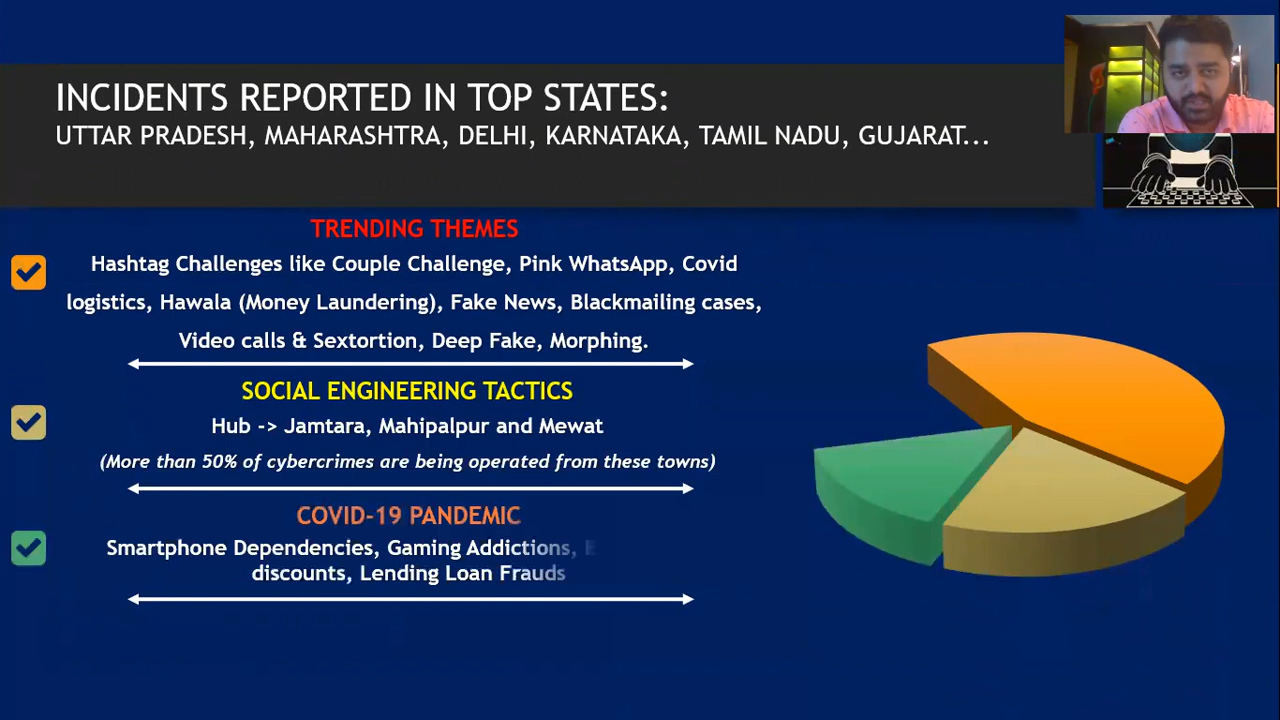 INCIDENTS REPORTED IN TOP STATES:
UTTAR PRADESH, MAHARASHTRA, DELHI, KARNATAKA, TAMIL NADU, GUJARAT...
TRENDING THEMES
Hashtag Challenges like Couple Challenge, Pink WhatsApp, Covid
logistics, Hawala (Money Laundering), Fake News, Blackmailing cases,
Video calls & Sextortion, Deep Fake, Morphing.
SOCIAL ENGINEERING TACTICS
Hub -> Jamtara, Mahipalpur and Mewat
(More than 50% of cybercrimes are being operated from these towns)
COVID-19 PANDEMIC
Smartphone Dependencies, Gaming Addictions,
discounts, Lending Loan Frauds